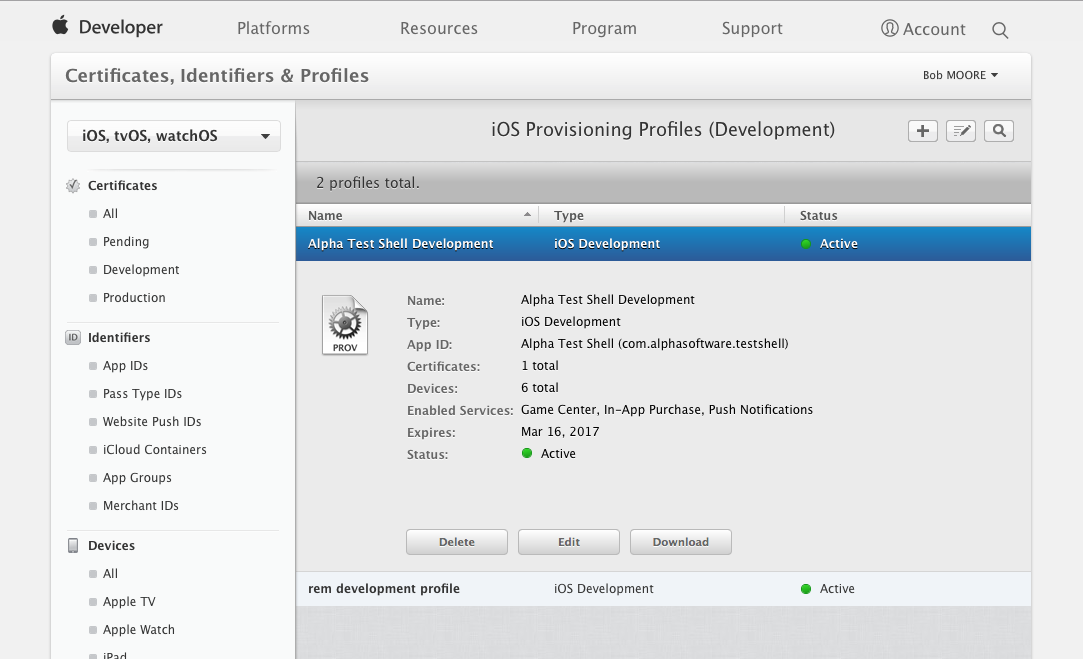 Developer Platforms Resources Program Support Account
Certificates, Identifiers & Profiles Bob MOORE
iOS, tvOS, watchOS
Certificates
All
Pending
Development
Production
ID Identifiers
App IDs
Pass Type IDs
Website Push IDs
iCloud Containers
App Groups
Merchant IDs
Devices
All
Apple TV
Apple Watch
iPad
iOS Provisioning Profiles (Development)
2 profiles total.
Name Type Status
Alpha Test Shell Development iOS Development Active
PROV
Name: Alpha Test Shell Development
Type: iOS Development
App ID: Alpha Test Shell (com.alphasoftware.testshell)
Certificates: 1 total
Devices: 6 total
Enabled Services: Game Center, In-App Purchase, Push Notifications
Expires: Mar 16, 2017
Status: Active
Delete Edit Download
rem development profile iOS Development Active